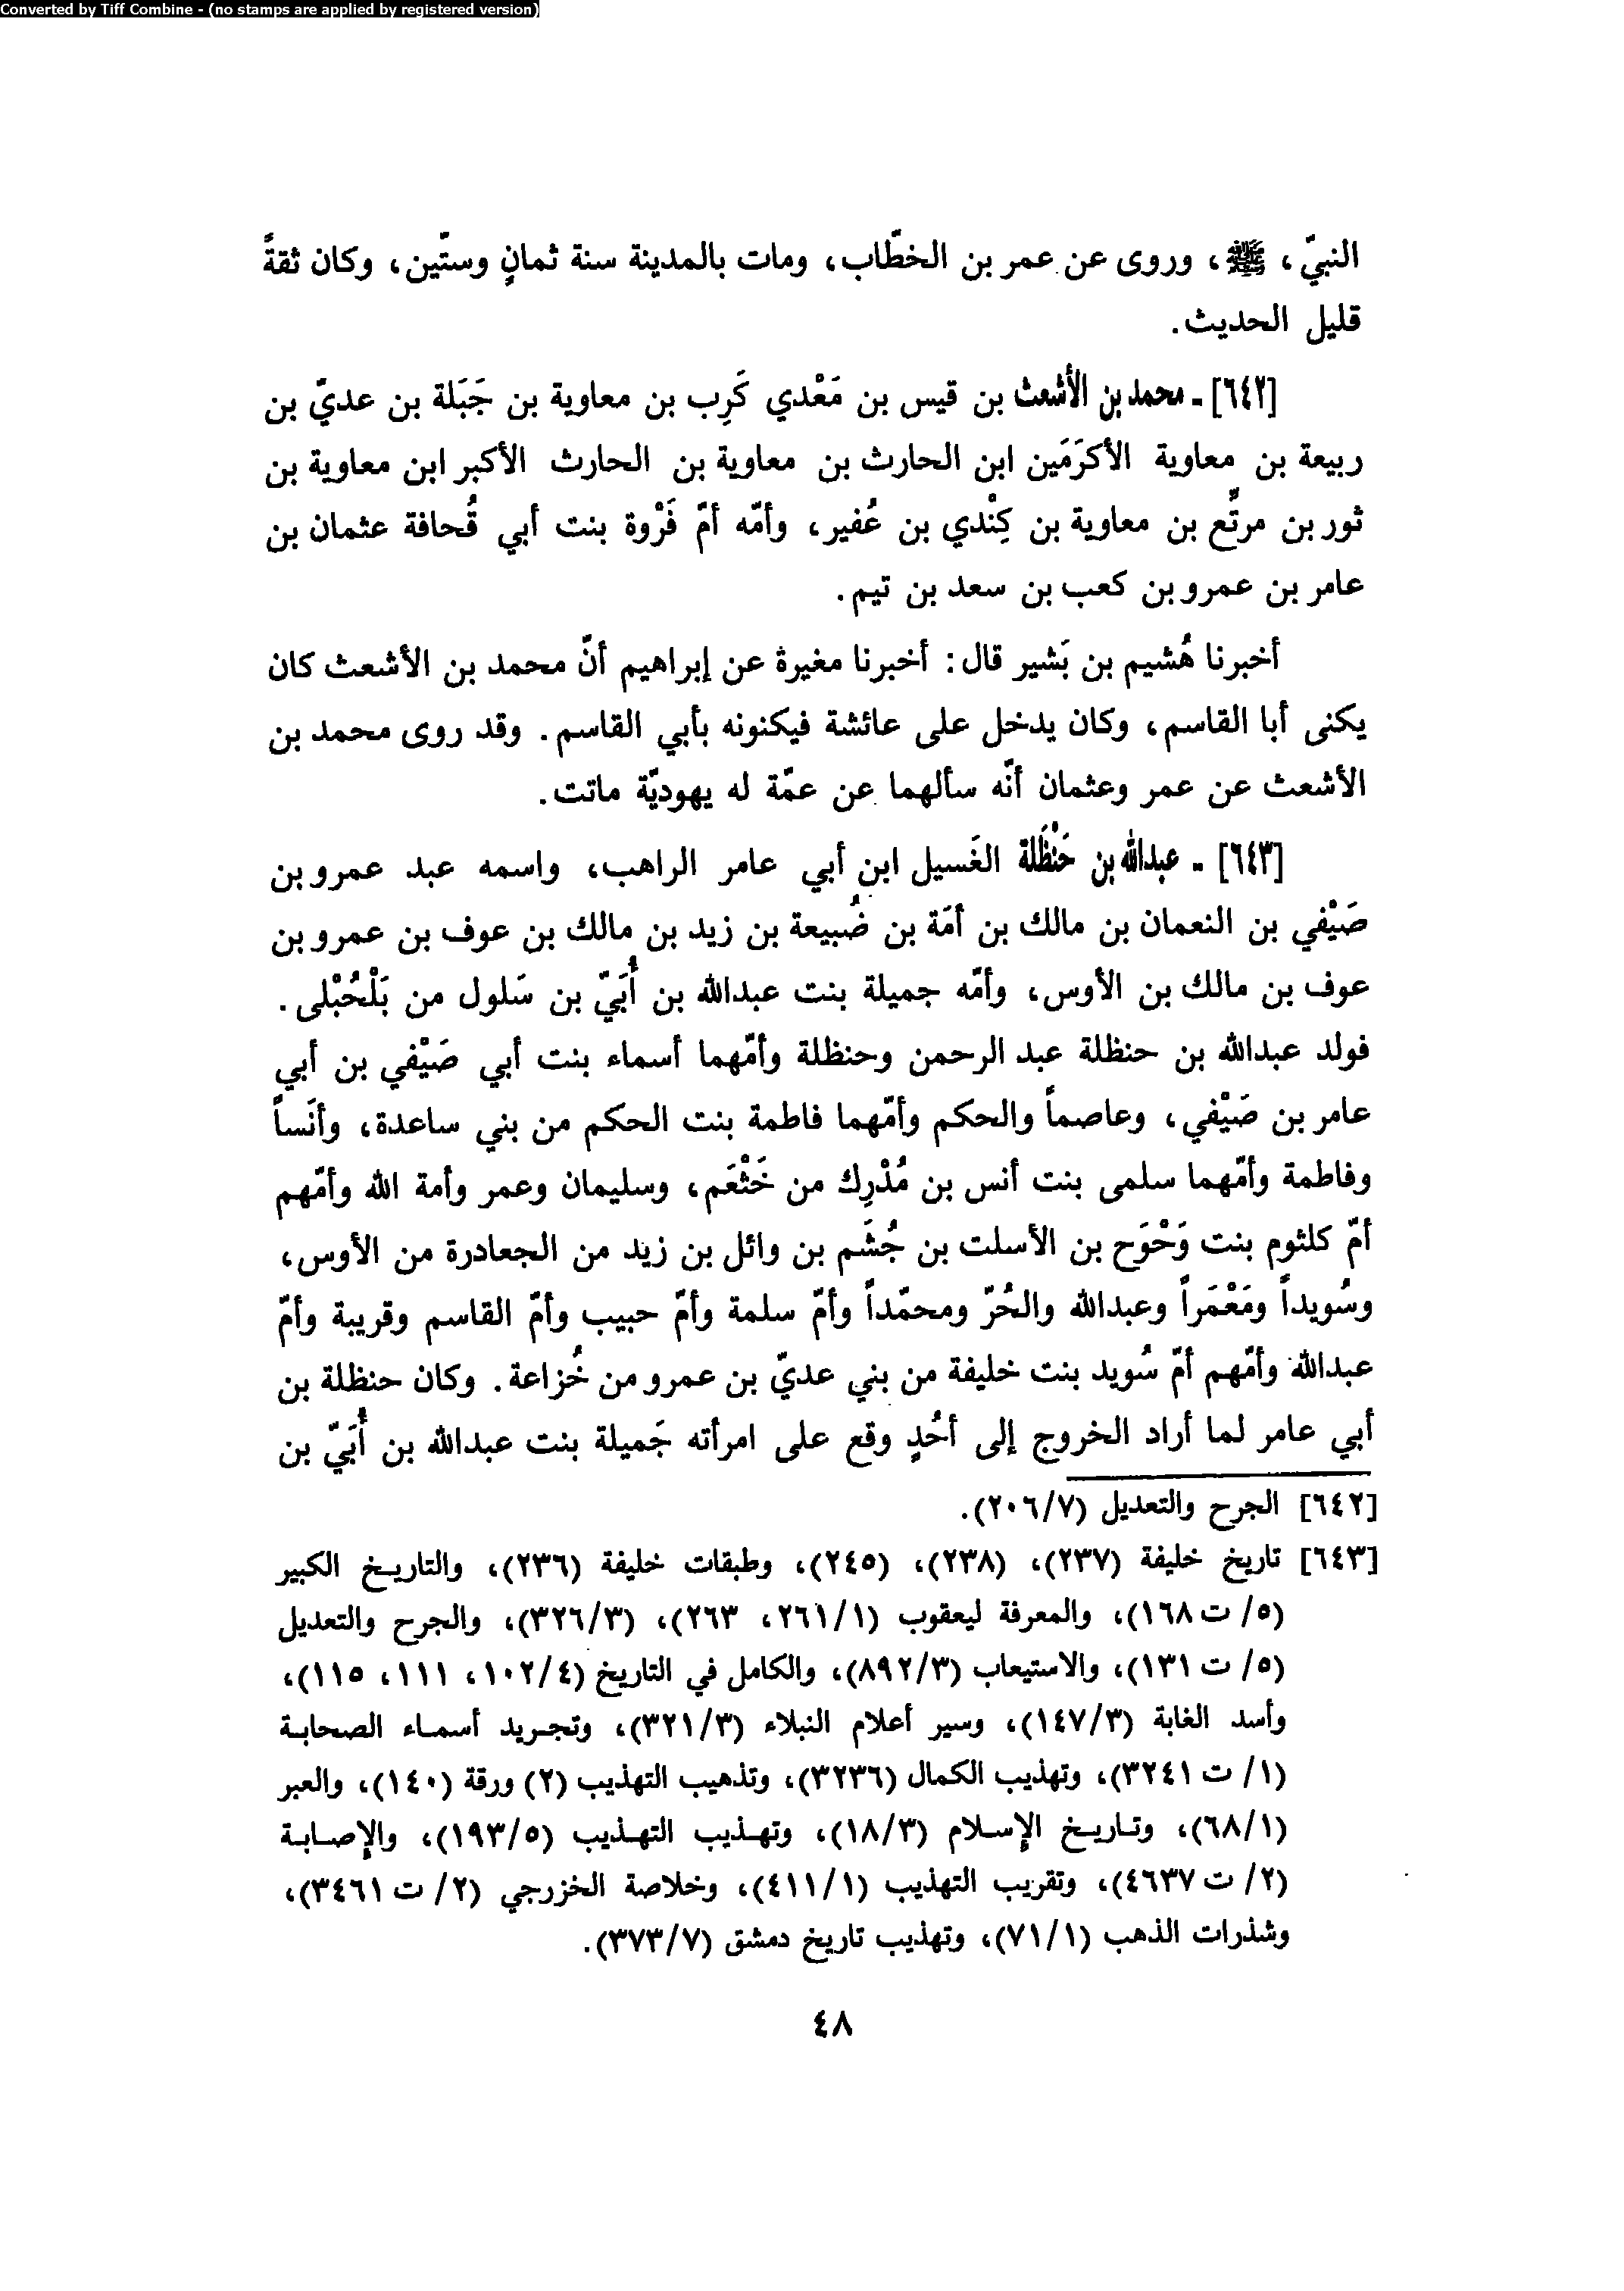 Converted by Tiff Combine - (no stamps are applied by registered version)
النبيّ، ﷺ، وروى عن عمر بن الخطّاب، ومات بالمدينة سنة ثمانٍ وستّين، وكان ثقةً
قليل الحديث.
[٦٤٢] ـ محمد بن الأشعث بن قيس بن مَعْدي كَرِب بن معاوية بن جَبَلة بن عديّ بن
ربيعة بن معاوية الأكرَمَين ابن الحارث بن معاوية بن الحارث الأكبر ابن معاوية بن
ثور بن مرتِّع بن معاوية بن كِنْدي بن عُفير، وأمّه أمّ فَرْوة بنت أبي قُحافة عثمان بن
عامر بن عمرو بن كعب بن سعد بن تيم.
أخبرنا هُشيم بن بَشير قال: أخبرنا مغيرة عن إبراهيم أنّ محمد بن الأشعث كان
يكنى أبا القاسم، وكان يدخل على عائشة فيكنونه بأبي القاسم. وقد روى محمد بن
الأشعث عن عمر وعثمان أنّه سألهما عن عمّة له يهوديّة ماتت.
[٦٤٣] ـ عبدالله بن حَنْظَلة الغَسيل ابن أبي عامر الراهب، واسمه عبد عمرو بن
صَيْفي بن النعمان بن مالك بن أمَة بن ضُبيعة بن زيد بن مالك بن عوف بن عمرو بن
عوف بن مالك بن الأوس، وأمّه جميلة بنت عبدالله بن أُبَيّ بن سَلول من بَلْحُبْلى.
فولد عبدالله بن حنظلة عبد الرحمن وحنظلة وأمّهما أسماء بنت أبي صَيْفي بن أبي
عامر بن صَيْفي، وعاصماً والحكم وأمّهما فاطمة بنت الحكم من بني ساعدة، وأنَساً
وفاطمة وأمّهما سلمى بنت أنس بن مُدْرِك من خَثْعَم، وسليمان وعمر وأمة الله وأمّهم
أمّ كلثوم بنت وَحْوَح بن الأسلت بن جُشَم بن وائل بن زيد من الجعادرة من الأوس،
وسُويداً ومَعْمَراً وعبدالله والحُرّ ومحمّداً وأمّ سلمة وأمّ حبيب وأمّ القاسم وقريبة وأمّ
عبدالله وأمّهم أمّ سُويد بنت خليفة من بني عديّ بن عمرو من خُزاعة. وكان حنظلة بن
أبي عامر لما أراد الخروج إلى أُحُدٍ وقع على امرأته جَميلة بنت عبدالله بن أُبَيّ بن
[٦٤٢] الجرح والتعديل (٢٠٦/٧).
[٦٤٣] تاريخ خليفة (٢٣٧)، (٢٣٨)، (٢٤٥)، وطبقات خليفة (٢٣٦)، والتاريخ الكبير
(٥/ ت ١٦٨)، والمعرفة ليعقوب (٢٦١/١، ٢٦٣)، (٣٢٦/٣)، والجرح والتعديل
(٥/ ت ١٣١)، والاستيعاب (٨٩٢/٣)، والكامل في التاريخ (١٠٢/٤، ١١١، ١١٥)،
وأسد الغابة (١٤٧/٣)، وسير أعلام النبلاء (٣٢١/٣)، وتجريد أسماء الصحابة
(١/ ت ٣٢٤١)، وتهذيب الكمال (٣٢٣٦)، وتذهيب التهذيب (٢) ورقة (١٤٠)، والعبر
(٦٨/١)، وتاريخ الإسلام (١٨/٣)، وتهذيب التهذيب (١٩٣/٥)، والإصابة
(٢/ ت ٤٦٣٧)، وتقريب التهذيب (٤١١/١)، وخلاصة الخزرجي (٢/ ت ٣٤٦١)،
وشذرات الذهب (٧١/١)، وتهذيب تاريخ دمشق (٣٧٣/٧).
٤٨